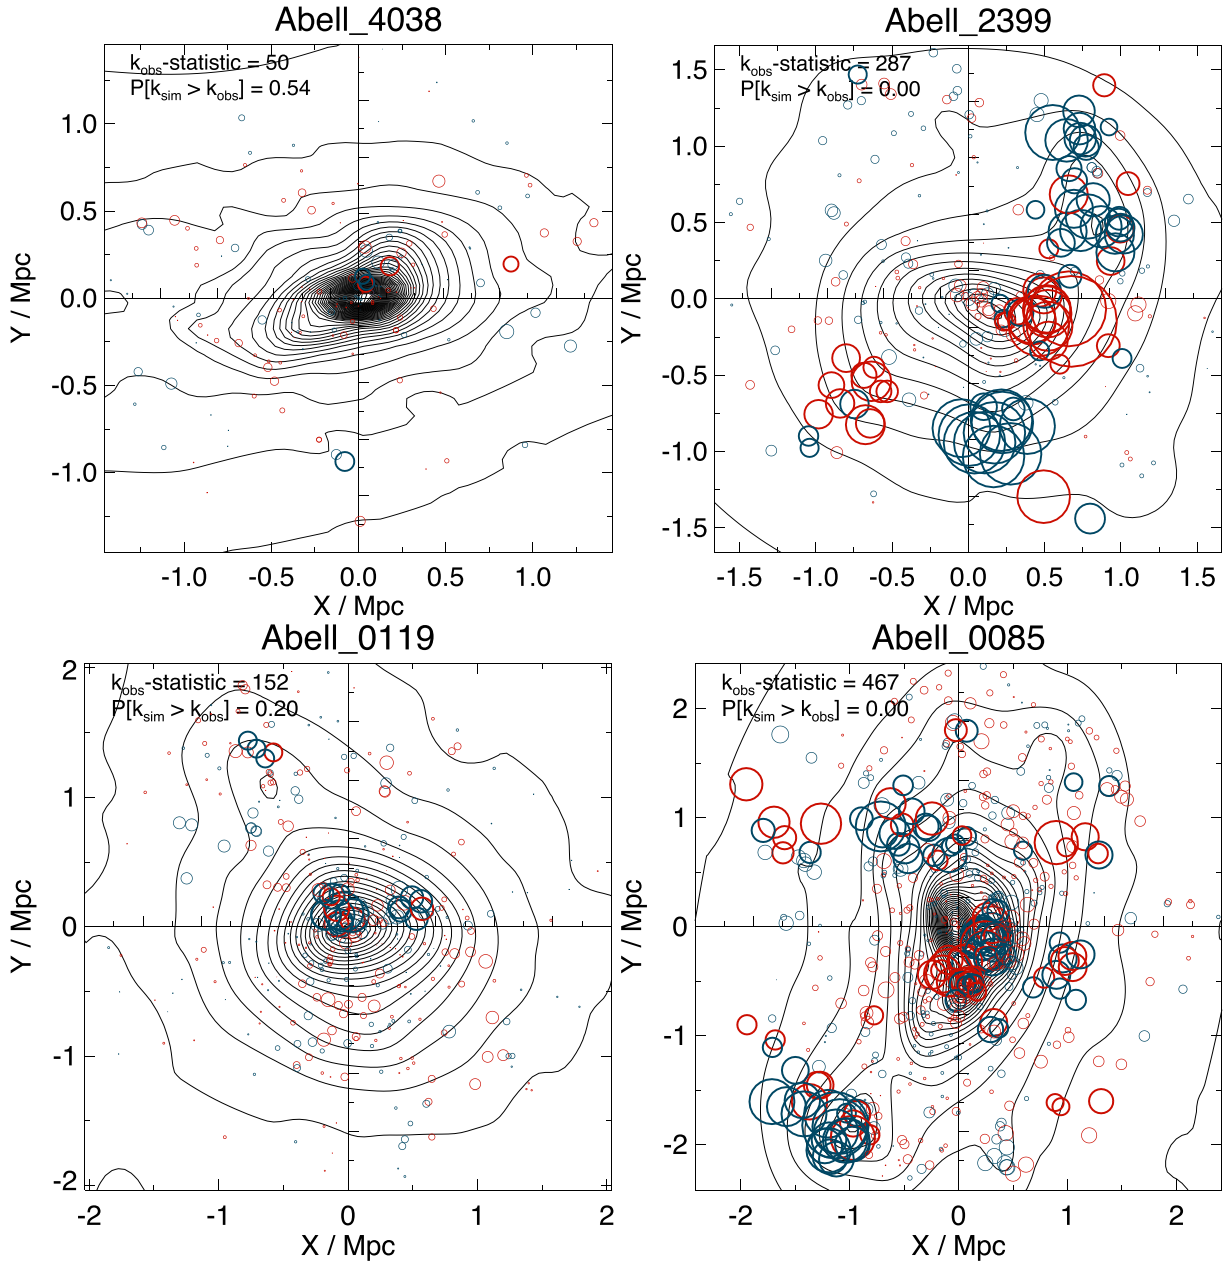 Abell_4038
k_obs-statistic = 50
P[k_sim > k_obs] = 0.54
1.0
0.5
0.0
-0.5
-1.0
Y / Mpc
-1.0 -0.5 0.0 0.5 1.0
X / Mpc
Abell_2399
k_obs-statistic = 287
P[k_sim > k_obs] = 0.00
1.5
1.0
0.5
0.0
-0.5
-1.0
-1.5
Y / Mpc
-1.5 -1.0 -0.5 0.0 0.5 1.0 1.5
X / Mpc
Abell_0119
k_obs-statistic = 152
P[k_sim > k_obs] = 0.20
2
1
0
-1
-2
Y / Mpc
-2 -1 0 1 2
X / Mpc
Abell_0085
k_obs-statistic = 467
P[k_sim > k_obs] = 0.00
2
1
0
-1
-2
Y / Mpc
-2 -1 0 1 2
X / Mpc